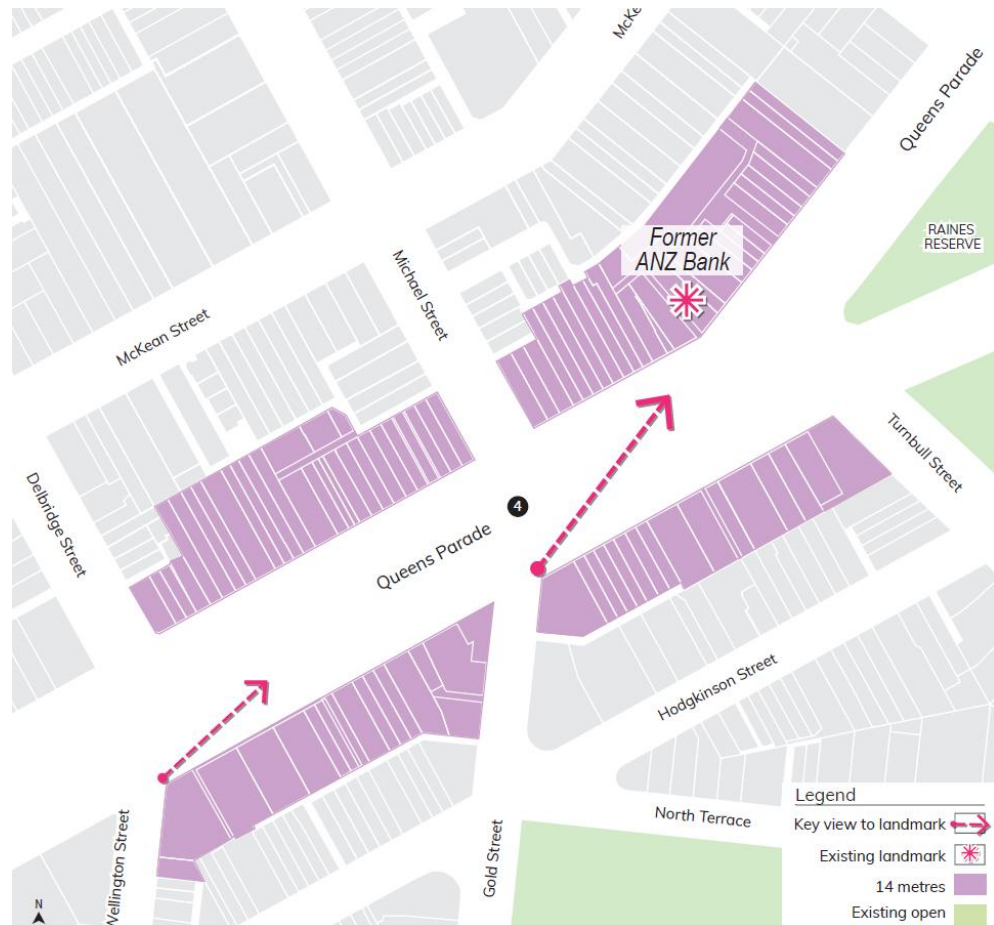 McKe
Queens Parade
RAINES
RESERVE
Former
ANZ Bank
Michael Street
McKean Street
Turnbull Street
Delbridge Street
4
Queens Parade
Hodgkinson Street
Wellington Street
Gold Street
North Terrace
N
Legend
Key view to landmark
Existing landmark
14 metres
Existing open